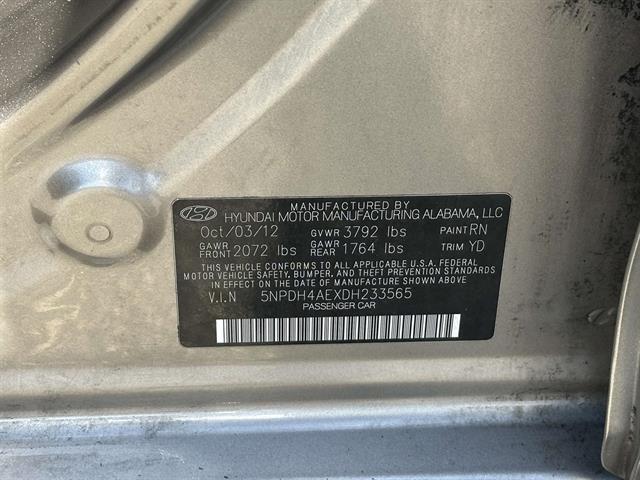 MANUFACTURED BY
HYUNDAI MOTOR MANUFACTURING ALABAMA, LLC
Oct/03/12 GVWR 3792 lbs PAINT RN
GAWR FRONT 2072 lbs GAWR REAR 1764 lbs TRIM YD
THIS VEHICLE CONFORMS TO ALL APPLICABLE U.S.A. FEDERAL
MOTOR VEHICLE SAFETY, BUMPER, AND THEFT PREVENTION STANDARDS
IN EFFECT ON THE DATE OF MANUFACTURE SHOWN ABOVE.
V.I.N 5NPDH4AEXDH233565
PASSENGER CAR